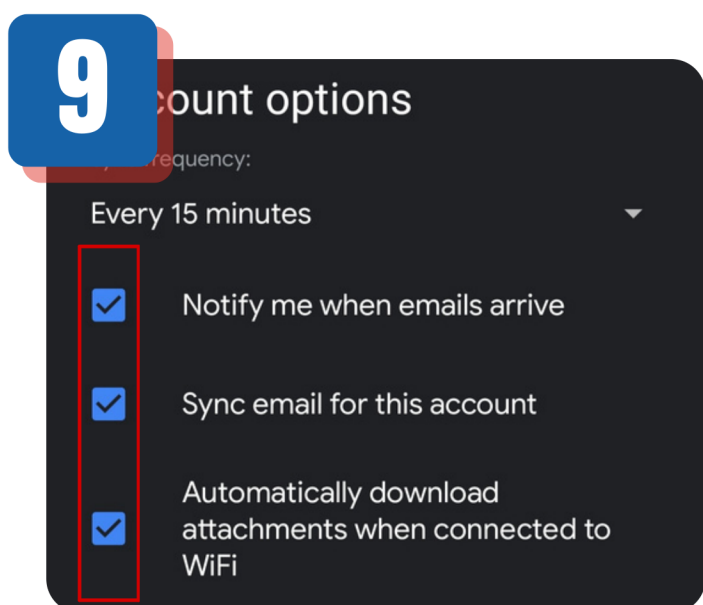 9
count options
requency:
Every 15 minutes
Notify me when emails arrive
Sync email for this account
Automatically download
attachments when connected to
WiFi